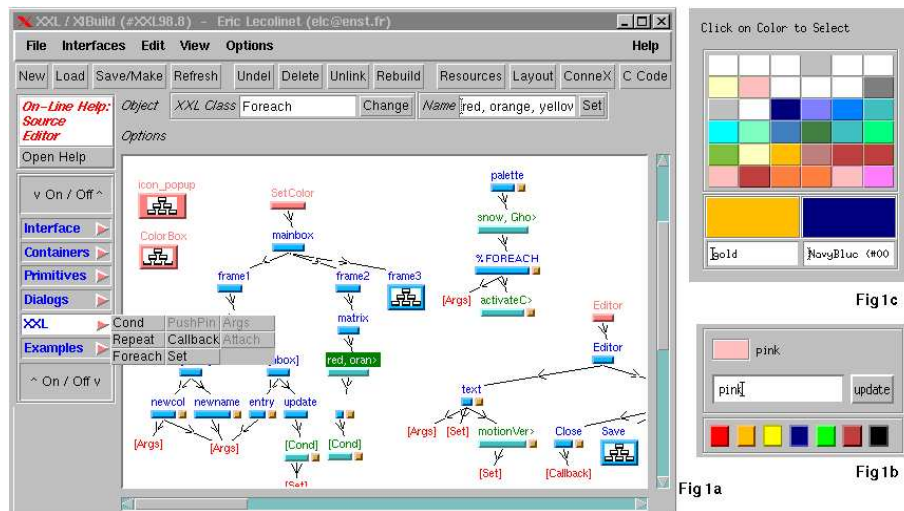 XXL / XIBuild (#XXL98.8) - Eric Lecolinet (elc@enst.fr)
File Interfaces Edit View Options Help
New Load Save/Make Refresh Undel Delete Unlink Rebuild Resources Layout ConneX C Code
On-Line Help:
Source
Editor
Open Help
Object XXL Class Foreach Change Name red, orange, yellov Set
Options
v On / Off ^
Interface
Containers
Primitives
Dialogs
XXL
Examples
^ On / Off v
Cond PushPin Args
Repeat Callback Attach
Foreach Set
icon_popup
ColorBox
SetColor
mainbox
frame1 frame2 frame3
matrix
red, oran>
box]
newcol newname entry update
[Args] [Args] [Cond] [Cond]
[Set]
palette
snow, Gho>
%FOREACH
[Args] activateC>
Editor
Editor
text
[Args] [Set] motionVer> Close Save
[Set] [Callback]
Fig1a
Click on Color to Select
gold NavyBlue (#00
Fig1c
pink
pink update
Fig1b